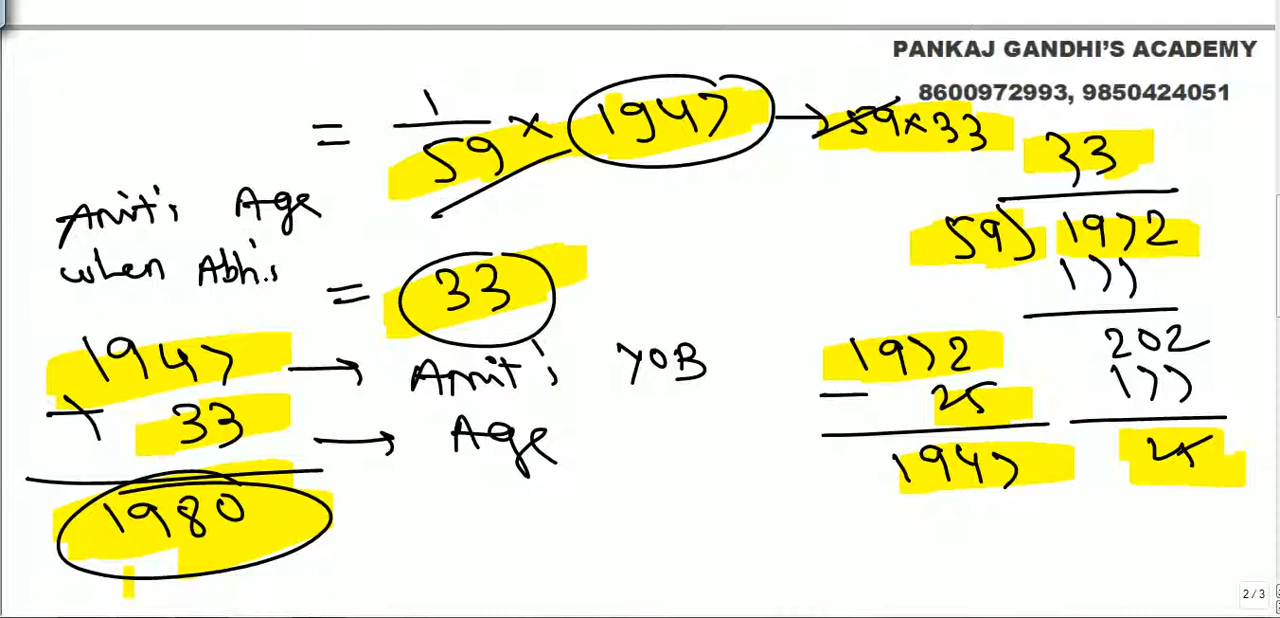 PANKAJ GANDHI'S ACADEMY
8600972993, 9850424051
= 1/59 × 1947 → 59 × 33
33
59) 1972
177
202
177
25
Amit's Age
when Abh.s
= 33
1947 → Amit's YOB
+ 33 → Age
1980
1972
- 25
1947
2/3